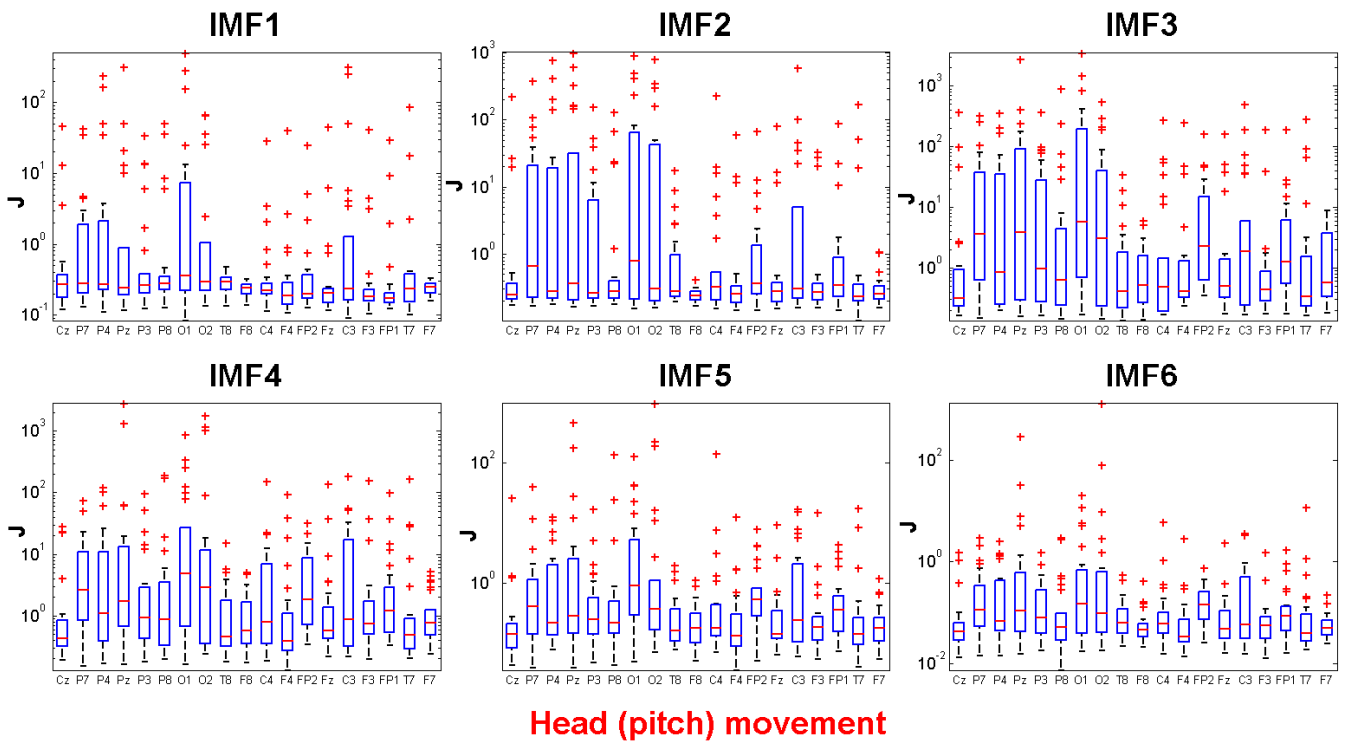 IMF1 IMF2 IMF3
J
10^2
10^1
10^0
10^-1
Cz P7 P4 Pz P3 P8 O1 O2 T8 F8 C4 F4 FP2 Fz C3 F3 FP1 T7 F7
J
10^3
10^2
10^1
10^0
Cz P7 P4 Pz P3 P8 O1 O2 T8 F8 C4 F4 FP2 Fz C3 F3 FP1 T7 F7
J
10^3
10^2
10^1
10^0
Cz P7 P4 Pz P3 P8 O1 O2 T8 F8 C4 F4 FP2 Fz C3 F3 FP1 T7 F7
IMF4 IMF5 IMF6
J
10^3
10^2
10^1
10^0
Cz P7 P4 Pz P3 P8 O1 O2 T8 F8 C4 F4 FP2 Fz C3 F3 FP1 T7 F7
J
10^2
10^0
Cz P7 P4 Pz P3 P8 O1 O2 T8 F8 C4 F4 FP2 Fz C3 F3 FP1 T7 F7
J
10^2
10^0
10^-2
Cz P7 P4 Pz P3 P8 O1 O2 T8 F8 C4 F4 FP2 Fz C3 F3 FP1 T7 F7
Head (pitch) movement